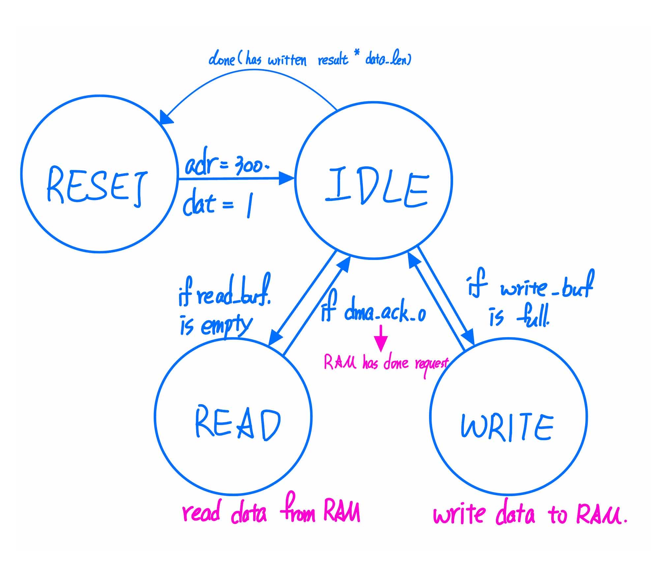 done (has written result * data_len)
RESET
adr = 300.
dat = 1
IDLE
if read_buf.
is empty
if dma_ack_o
RAM has done request
if write_buf
is full.
READ
WRITE
read data from RAM
write data to RAM.